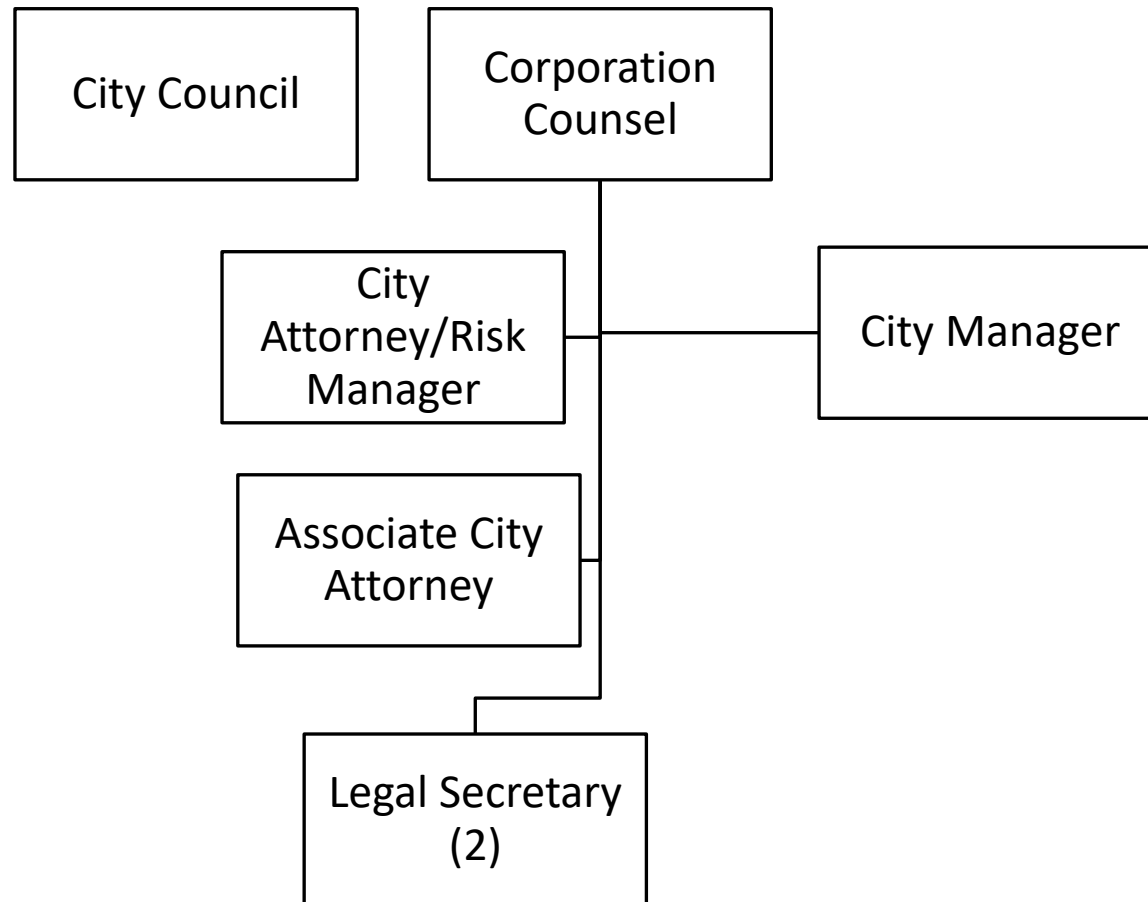 City Council
Corporation
Counsel
City
Attorney/Risk
Manager
City Manager
Associate City
Attorney
Legal Secretary
(2)